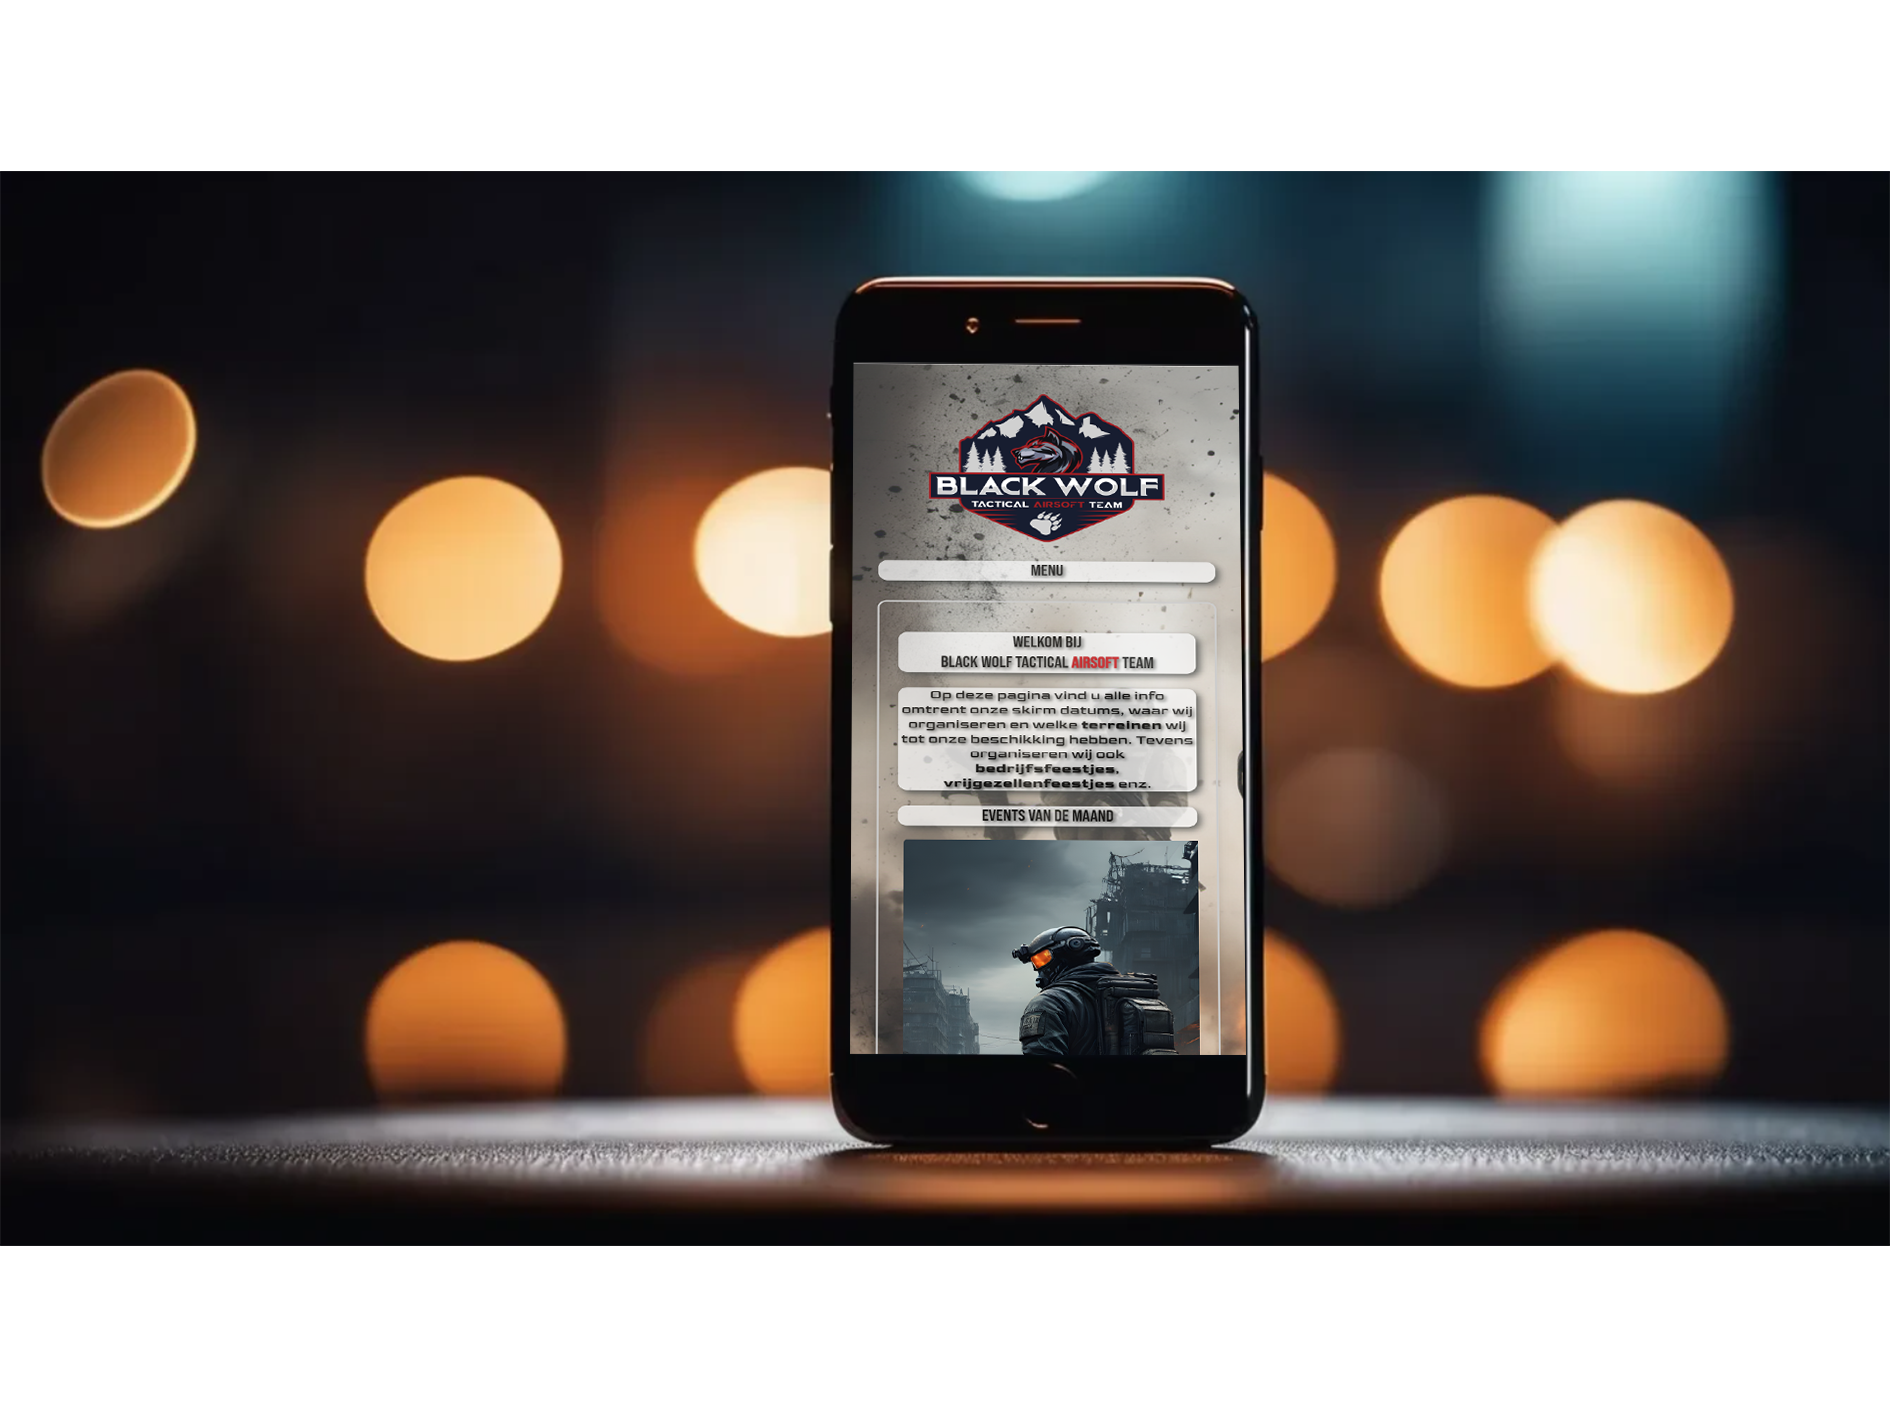 BLACK WOLF
TACTICAL AIRSOFT TEAM
MENU
WELKOM BIJ
BLACK WOLF TACTICAL AIRSOFT TEAM
Op deze pagina vind u alle info
omtrent onze skirm datums, waar wij
organiseren en welke terreinen wij
tot onze beschikking hebben. Tevens
organiseren wij ook
bedrijfsfeestjes,
vrijgezellenfeestjes enz.
EVENTS VAN DE MAAND